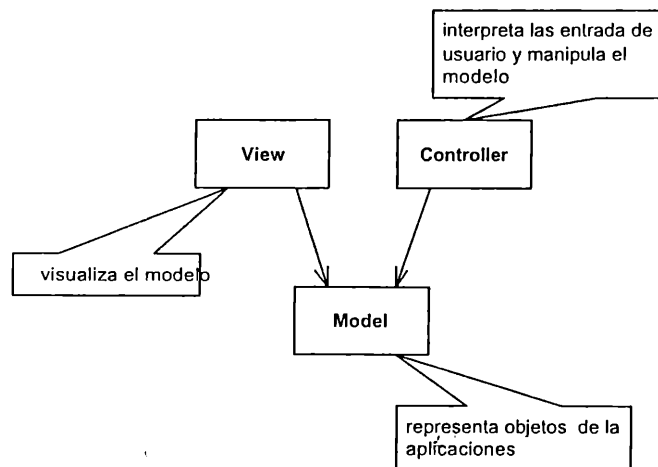 interpreta las entrada de
usuario y manipula el
modelo
View
Controller
visualiza el modelo
Model
representa objetos de la
aplicaciones